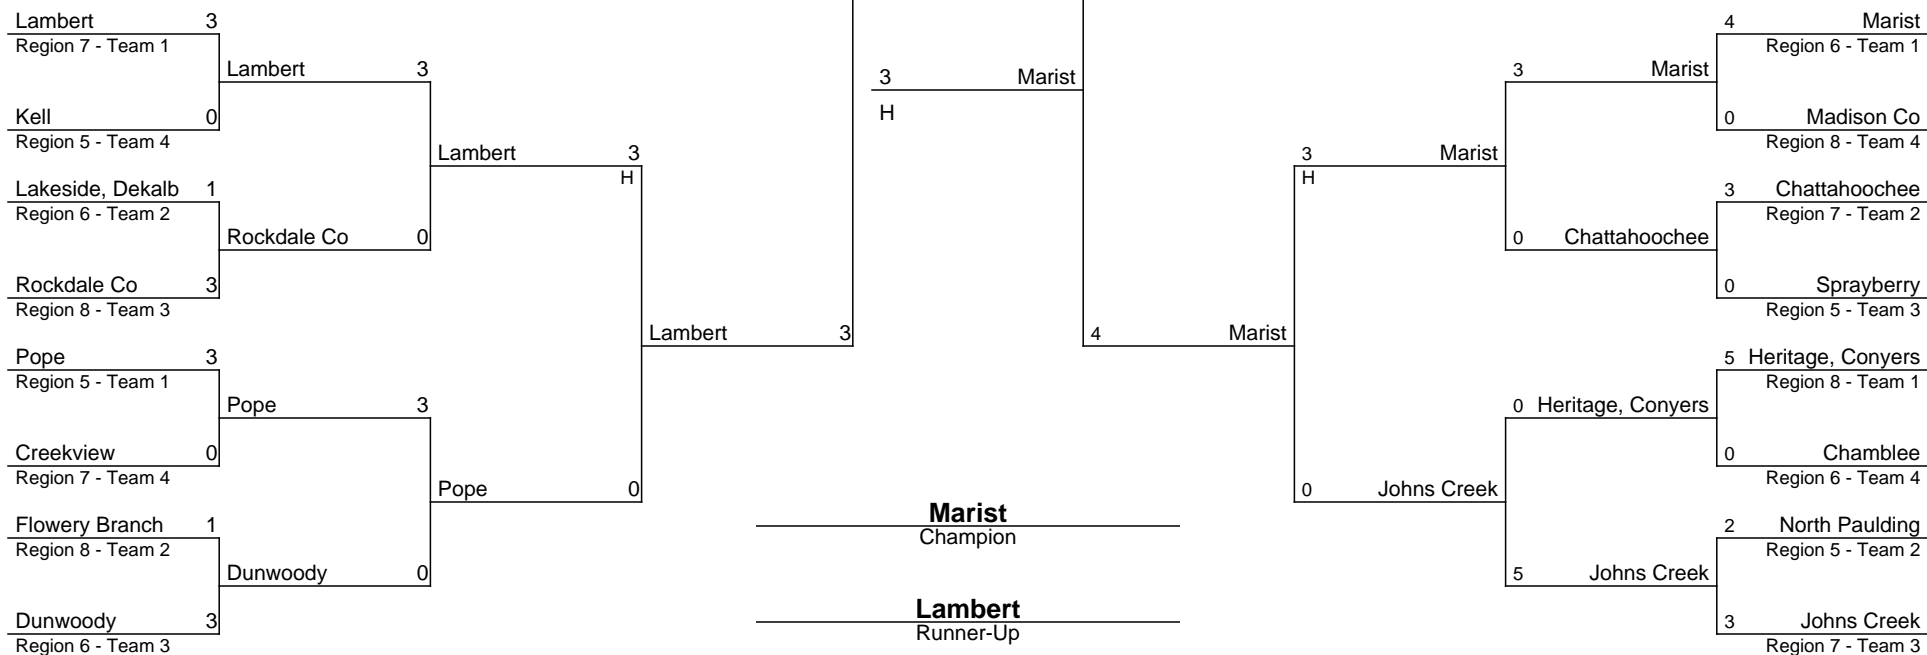 Lambert 3
Region 7 - Team 1
Kell 0
Region 5 - Team 4
Lakeside, Dekalb 1
Region 6 - Team 2
Rockdale Co 3
Region 8 - Team 3
Pope 3
Region 5 - Team 1
Creekview 0
Region 7 - Team 4
Flowery Branch 1
Region 8 - Team 2
Dunwoody 3
Region 6 - Team 3
Lambert 3
Rockdale Co 0
Pope 3
Dunwoody 0
Lambert 3
H
Pope 0
Lambert 3
3 Marist
H
Marist
Champion
Lambert
Runner-Up
4 Marist
3 Marist
H
0 Johns Creek
3 Marist
0 Chattahoochee
0 Heritage, Conyers
5 Johns Creek
4 Marist
Region 6 - Team 1
0 Madison Co
Region 8 - Team 4
3 Chattahoochee
Region 7 - Team 2
0 Sprayberry
Region 5 - Team 3
5 Heritage, Conyers
Region 8 - Team 1
0 Chamblee
Region 6 - Team 4
2 North Paulding
Region 5 - Team 2
3 Johns Creek
Region 7 - Team 3